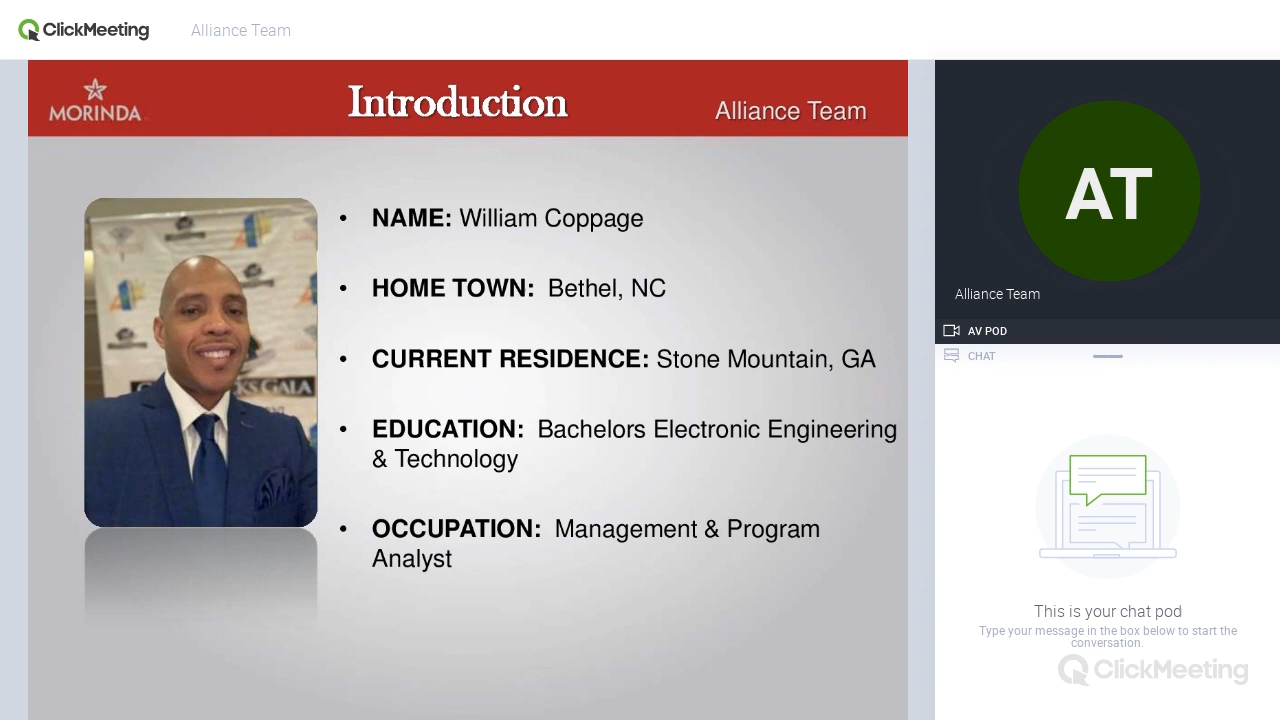 ClickMeeting
Alliance Team
MORINDA
Introduction
Alliance Team
• NAME: William Coppage
• HOME TOWN: Bethel, NC
• CURRENT RESIDENCE: Stone Mountain, GA
• EDUCATION: Bachelors Electronic Engineering
& Technology
• OCCUPATION: Management & Program
Analyst
AT
Alliance Team
AV POD
CHAT
This is your chat pod
Type your message in the box below to start the
conversation.
ClickMeeting